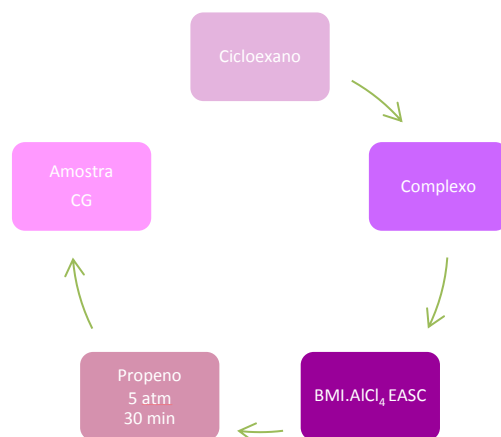 Cicloexano
Complexo
BMI.AlCl₄ EASC
Propeno
5 atm
30 min
Amostra
CG